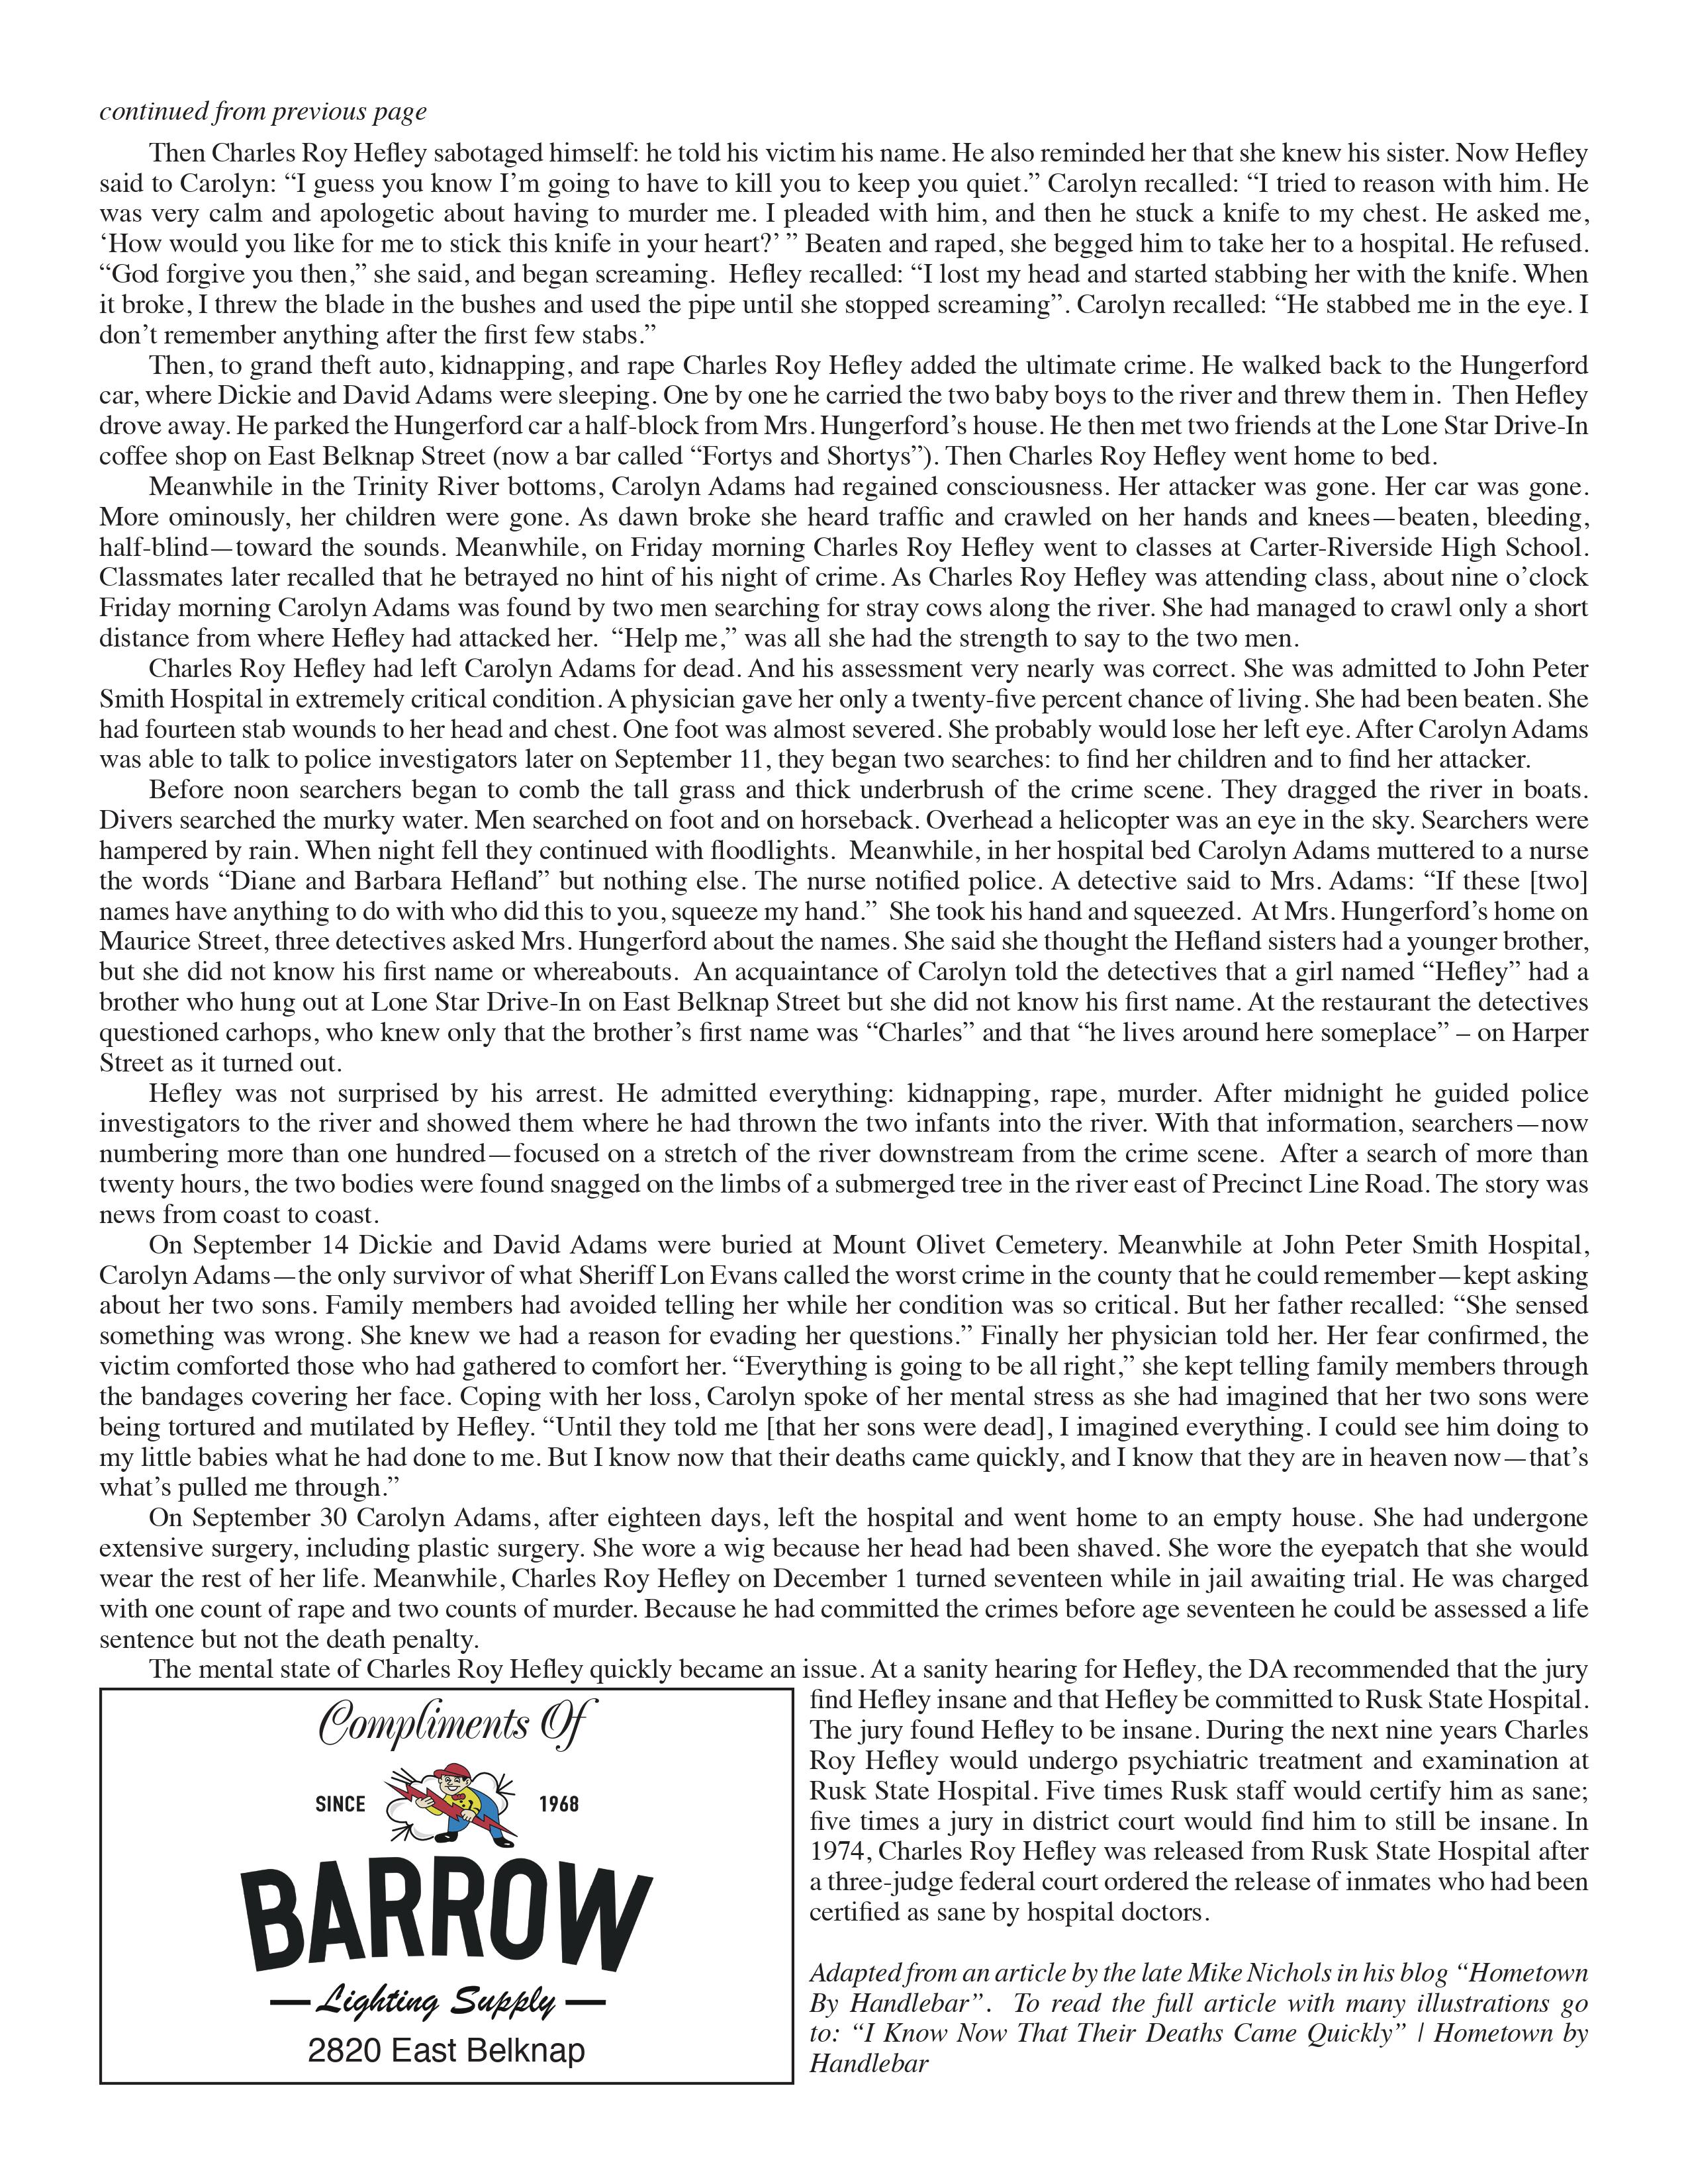 continued from previous page
Then Charles Roy Hefley sabotaged himself: he told his victim his name. He also reminded her that she knew his sister. Now Hefley
said to Carolyn: “I guess you know I’m going to have to kill you to keep you quiet.” Carolyn recalled: “I tried to reason with him. He
was very calm and apologetic about having to murder me. I pleaded with him, and then he stuck a knife to my chest. He asked me,
‘How would you like for me to stick this knife in your heart?’ ” Beaten and raped, she begged him to take her to a hospital. He refused.
“God forgive you then,” she said, and began screaming.  Hefley recalled: “I lost my head and started stabbing her with the knife. When
it broke, I threw the blade in the bushes and used the pipe until she stopped screaming”. Carolyn recalled: “He stabbed me in the eye. I
don’t remember anything after the first few stabs.”
Then, to grand theft auto, kidnapping, and rape Charles Roy Hefley added the ultimate crime. He walked back to the Hungerford
car, where Dickie and David Adams were sleeping. One by one he carried the two baby boys to the river and threw them in.  Then Hefley
drove away. He parked the Hungerford car a half-block from Mrs. Hungerford’s house. He then met two friends at the Lone Star Drive-In
coffee shop on East Belknap Street (now a bar called “Fortys and Shortys”). Then Charles Roy Hefley went home to bed.
Meanwhile in the Trinity River bottoms, Carolyn Adams had regained consciousness. Her attacker was gone. Her car was gone.
More ominously, her children were gone. As dawn broke she heard traffic and crawled on her hands and knees—beaten, bleeding,
half-blind—toward the sounds. Meanwhile, on Friday morning Charles Roy Hefley went to classes at Carter-Riverside High School.
Classmates later recalled that he betrayed no hint of his night of crime. As Charles Roy Hefley was attending class, about nine o’clock
Friday morning Carolyn Adams was found by two men searching for stray cows along the river. She had managed to crawl only a short
distance from where Hefley had attacked her.  “Help me,” was all she had the strength to say to the two men.
Charles Roy Hefley had left Carolyn Adams for dead. And his assessment very nearly was correct. She was admitted to John Peter
Smith Hospital in extremely critical condition. A physician gave her only a twenty-five percent chance of living. She had been beaten. She
had fourteen stab wounds to her head and chest. One foot was almost severed. She probably would lose her left eye. After Carolyn Adams
was able to talk to police investigators later on September 11, they began two searches: to find her children and to find her attacker.
Before noon searchers began to comb the tall grass and thick underbrush of the crime scene. They dragged the river in boats.
Divers searched the murky water. Men searched on foot and on horseback. Overhead a helicopter was an eye in the sky. Searchers were
hampered by rain. When night fell they continued with floodlights.  Meanwhile, in her hospital bed Carolyn Adams muttered to a nurse
the words “Diane and Barbara Hefland” but nothing else. The nurse notified police. A detective said to Mrs. Adams: “If these [two]
names have anything to do with who did this to you, squeeze my hand.”  She took his hand and squeezed.  At Mrs. Hungerford’s home on
Maurice Street, three detectives asked Mrs. Hungerford about the names. She said she thought the Hefland sisters had a younger brother,
but she did not know his first name or whereabouts.  An acquaintance of Carolyn told the detectives that a girl named “Hefley” had a
brother who hung out at Lone Star Drive-In on East Belknap Street but she did not know his first name. At the restaurant the detectives
questioned carhops, who knew only that the brother’s first name was “Charles” and that “he lives around here someplace” – on Harper
Street as it turned out.
Hefley was not surprised by his arrest. He admitted everything: kidnapping, rape, murder. After midnight he guided police
investigators to the river and showed them where he had thrown the two infants into the river. With that information, searchers—now
numbering more than one hundred—focused on a stretch of the river downstream from the crime scene.  After a search of more than
twenty hours, the two bodies were found snagged on the limbs of a submerged tree in the river east of Precinct Line Road. The story was
news from coast to coast.
On September 14 Dickie and David Adams were buried at Mount Olivet Cemetery. Meanwhile at John Peter Smith Hospital,
Carolyn Adams—the only survivor of what Sheriff Lon Evans called the worst crime in the county that he could remember—kept asking
about her two sons. Family members had avoided telling her while her condition was so critical. But her father recalled: “She sensed
something was wrong. She knew we had a reason for evading her questions.” Finally her physician told her. Her fear confirmed, the
victim comforted those who had gathered to comfort her. “Everything is going to be all right,” she kept telling family members through
the bandages covering her face. Coping with her loss, Carolyn spoke of her mental stress as she had imagined that her two sons were
being tortured and mutilated by Hefley. “Until they told me [that her sons were dead], I imagined everything. I could see him doing to
my little babies what he had done to me. But I know now that their deaths came quickly, and I know that they are in heaven now—that’s
what’s pulled me through.”
On September 30 Carolyn Adams, after eighteen days, left the hospital and went home to an empty house. She had undergone
extensive surgery, including plastic surgery. She wore a wig because her head had been shaved. She wore the eyepatch that she would
wear the rest of her life. Meanwhile, Charles Roy Hefley on December 1 turned seventeen while in jail awaiting trial. He was charged
with one count of rape and two counts of murder. Because he had committed the crimes before age seventeen he could be assessed a life
sentence but not the death penalty.
The mental state of Charles Roy Hefley quickly became an issue. At a sanity hearing for Hefley, the DA recommended that the jury
find Hefley insane and that Hefley be committed to Rusk State Hospital.
The jury found Hefley to be insane. During the next nine years Charles
Roy Hefley would undergo psychiatric treatment and examination at
Rusk State Hospital. Five times Rusk staff would certify him as sane;
five times a jury in district court would find him to still be insane. In
1974, Charles Roy Hefley was released from Rusk State Hospital after
a three-judge federal court ordered the release of inmates who had been
certified as sane by hospital doctors.
Adapted from an article by the late Mike Nichols in his blog “Hometown
By Handlebar”.  To read the full article with many illustrations go
to: “I Know Now That Their Deaths Came Quickly” | Hometown by
Handlebar
Compliments Of
SINCE 1968
BARROW
Lighting Supply
2820 East Belknap